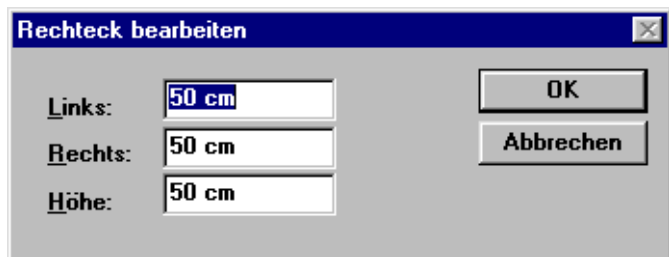 Rechteck bearbeiten
Links: 50 cm
OK
Rechts: 50 cm
Abbrechen
Höhe: 50 cm